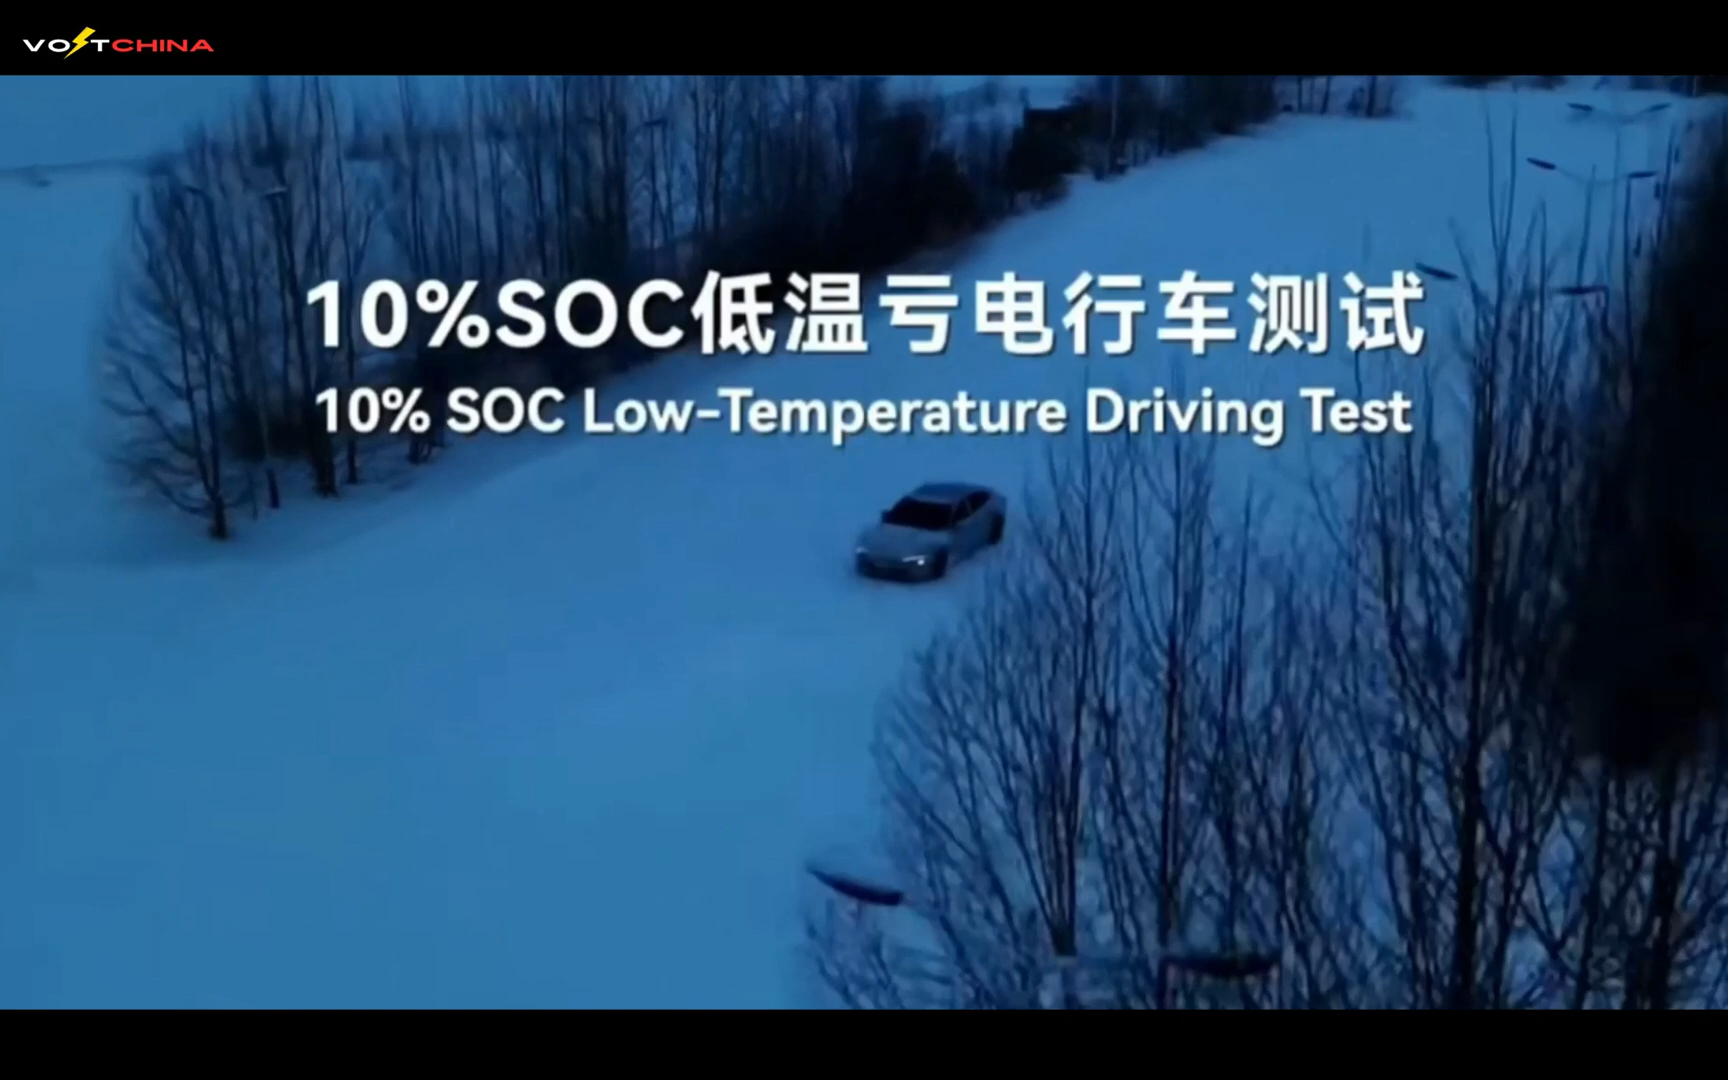 VOLTCHINA
10%SOC低温亏电行车测试
10% SOC Low-Temperature Driving Test